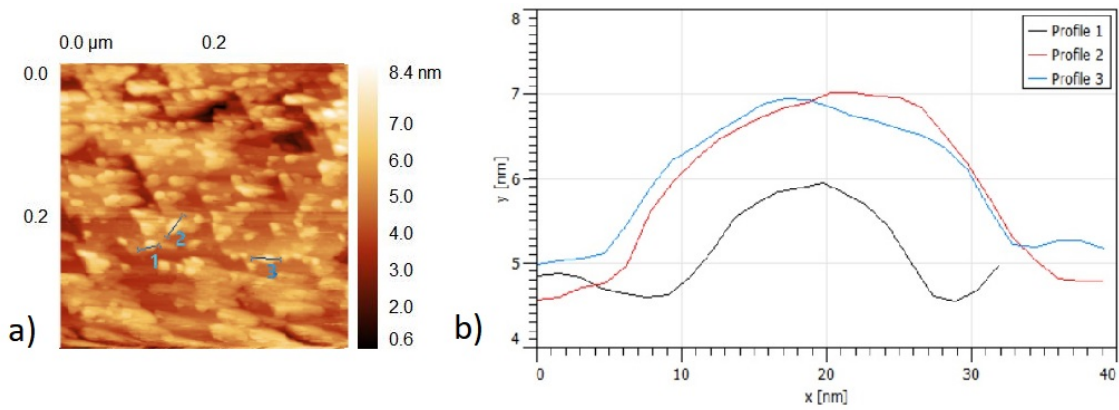 0.0 µm 0.2
0.0
0.2
8.4 nm
7.0
6.0
5.0
4.0
3.0
2.0
0.6
1
2
3
a)
8
7
6
5
4
y [nm]
0 10 20 30 40
x [nm]
Profile 1
Profile 2
Profile 3
b)